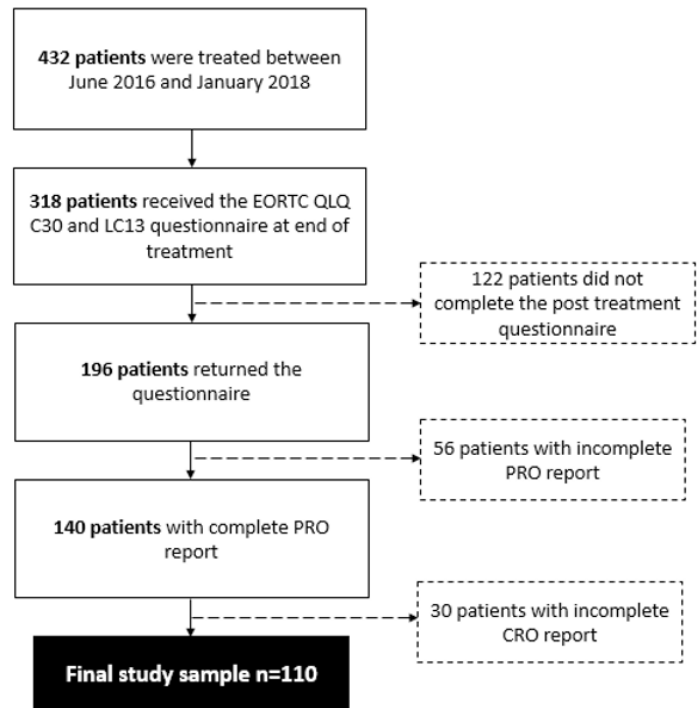 432 patients were treated between
June 2016 and January 2018
318 patients received the EORTC QLQ
C30 and LC13 questionnaire at end of
treatment
122 patients did not
complete the post treatment
questionnaire
196 patients returned the
questionnaire
56 patients with incomplete
PRO report
140 patients with complete PRO
report
30 patients with incomplete
CRO report
Final study sample n=110